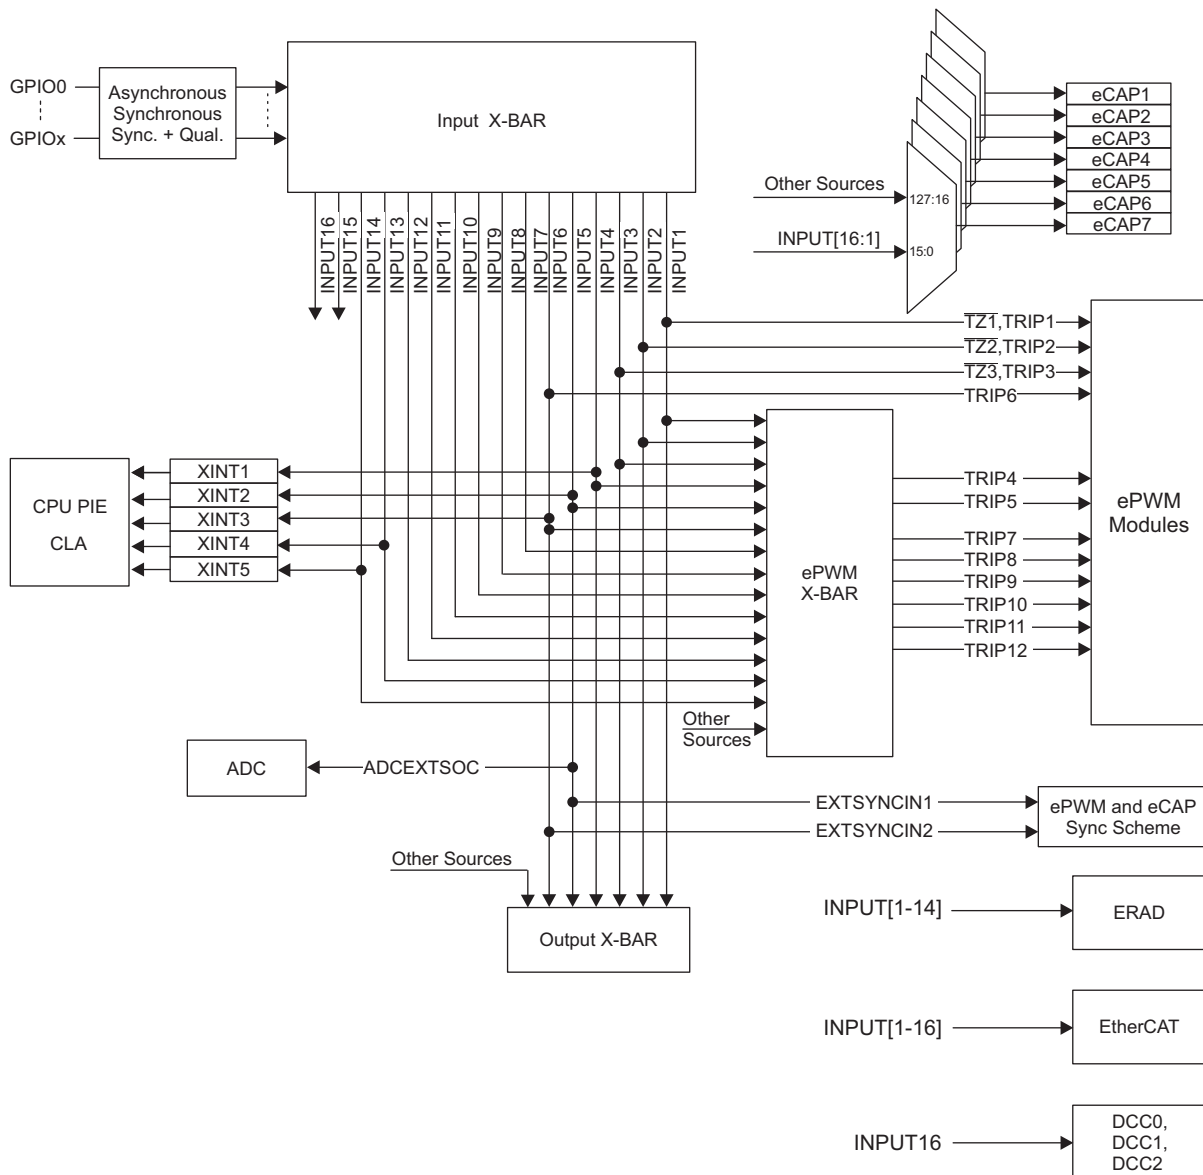 GPIO0
GPIOx
Asynchronous
Synchronous
Sync. + Qual.
Input X-BAR
Other Sources
INPUT[16:1]
127:16
15:0
eCAP1
eCAP2
eCAP3
eCAP4
eCAP5
eCAP6
eCAP7
INPUT16
INPUT15
INPUT14
INPUT13
INPUT12
INPUT11
INPUT10
INPUT9
INPUT8
INPUT7
INPUT6
INPUT5
INPUT4
INPUT3
INPUT2
INPUT1
TZ1,TRIP1
TZ2,TRIP2
TZ3,TRIP3
TRIP6
CPU PIE
CLA
XINT1
XINT2
XINT3
XINT4
XINT5
ePWM
X-BAR
TRIP4
TRIP5
TRIP7
TRIP8
TRIP9
TRIP10
TRIP11
TRIP12
ePWM
Modules
Other
Sources
ADC
ADCEXTSOC
EXTSYNCIN1
EXTSYNCIN2
ePWM and eCAP
Sync Scheme
Other Sources
Output X-BAR
INPUT[1-14]
ERAD
INPUT[1-16]
EtherCAT
INPUT16
DCC0,
DCC1,
DCC2